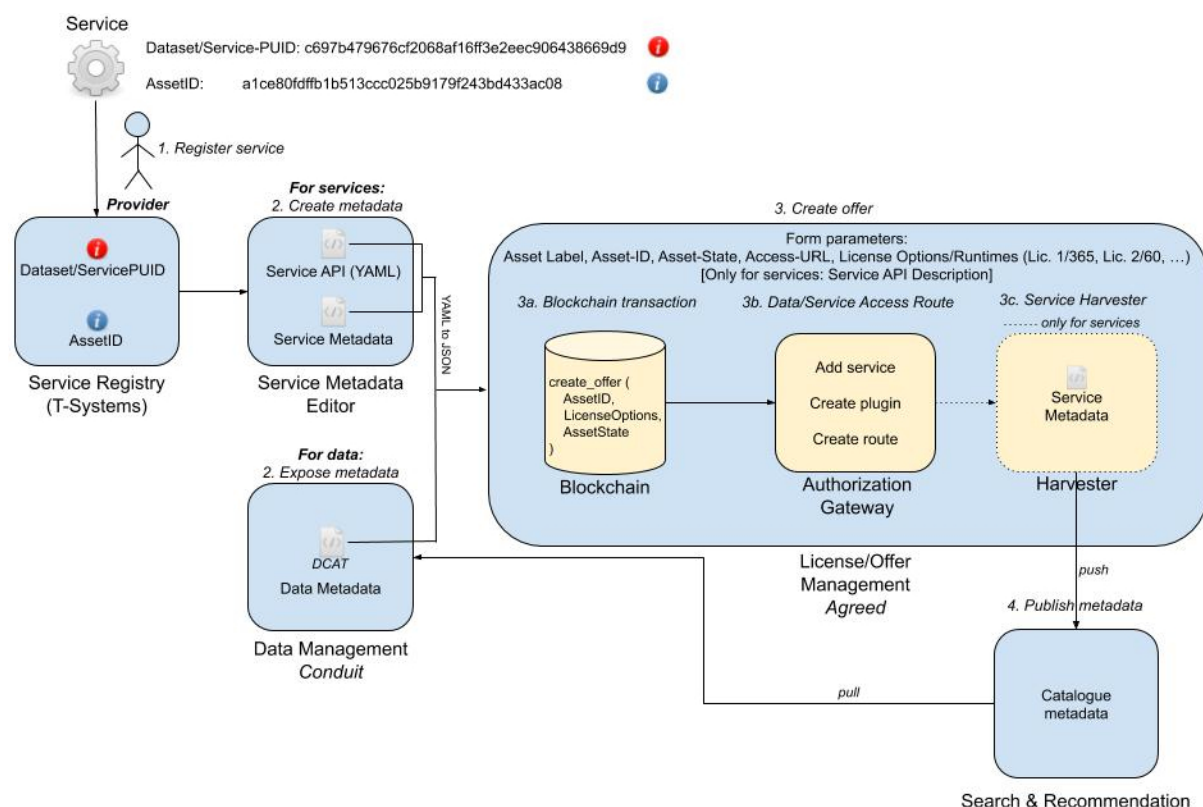 Service
Dataset/Service-PUID: c697b479676cf2068af16ff3e2eec906438669d9
AssetID: a1ce80fdffb1b513ccc025b9179f243bd433ac08
1. Register service
Provider
Dataset/ServicePUID
AssetID
Service Registry
(T-Systems)
For services:
2. Create metadata
Service API (YAML)
Service Metadata
Service Metadata
Editor
YAML to JSON
For data:
2. Expose metadata
DCAT
Data Metadata
Data Management
Conduit
3. Create offer
Form parameters:
Asset Label, Asset-ID, Asset-State, Access-URL, License Options/Runtimes (Lic. 1/365, Lic. 2/60, ...)
[Only for services: Service API Description]
3a. Blockchain transaction
create_offer (
AssetID,
LicenseOptions,
AssetState
)
Blockchain
3b. Data/Service Access Route
Add service
Create plugin
Create route
Authorization
Gateway
3c. Service Harvester
only for services
Service
Metadata
Harvester
License/Offer
Management
Agreed
push
4. Publish metadata
Catalogue
metadata
pull
Search & Recommendation